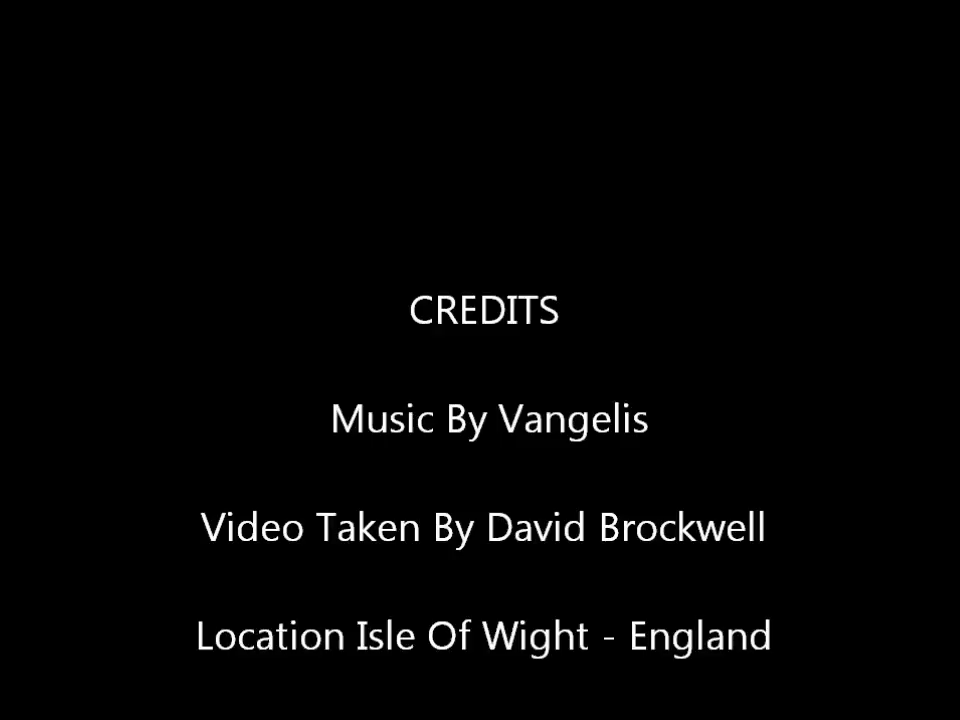 CREDITS
Music By Vangelis
Video Taken By David Brockwell
Location Isle Of Wight - England